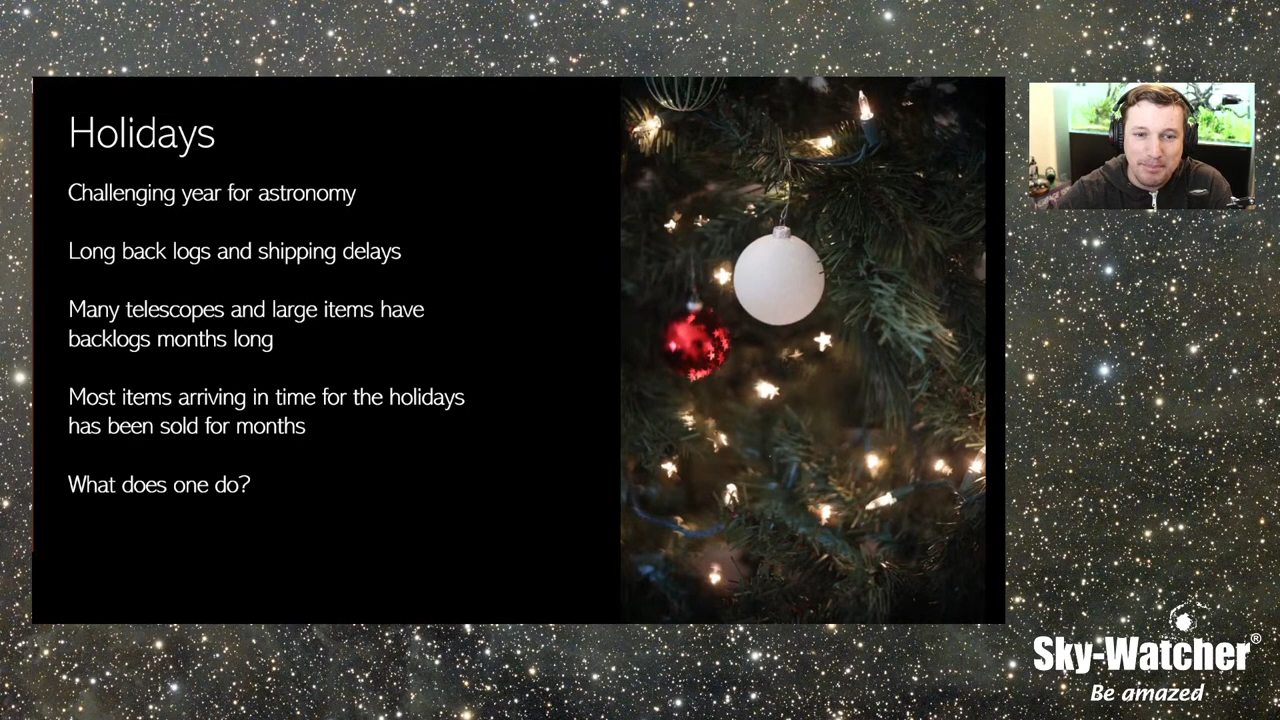 Holidays
Challenging year for astronomy
Long back logs and shipping delays
Many telescopes and large items have
backlogs months long
Most items arriving in time for the holidays
has been sold for months
What does one do?
Sky-Watcher®
Be amazed